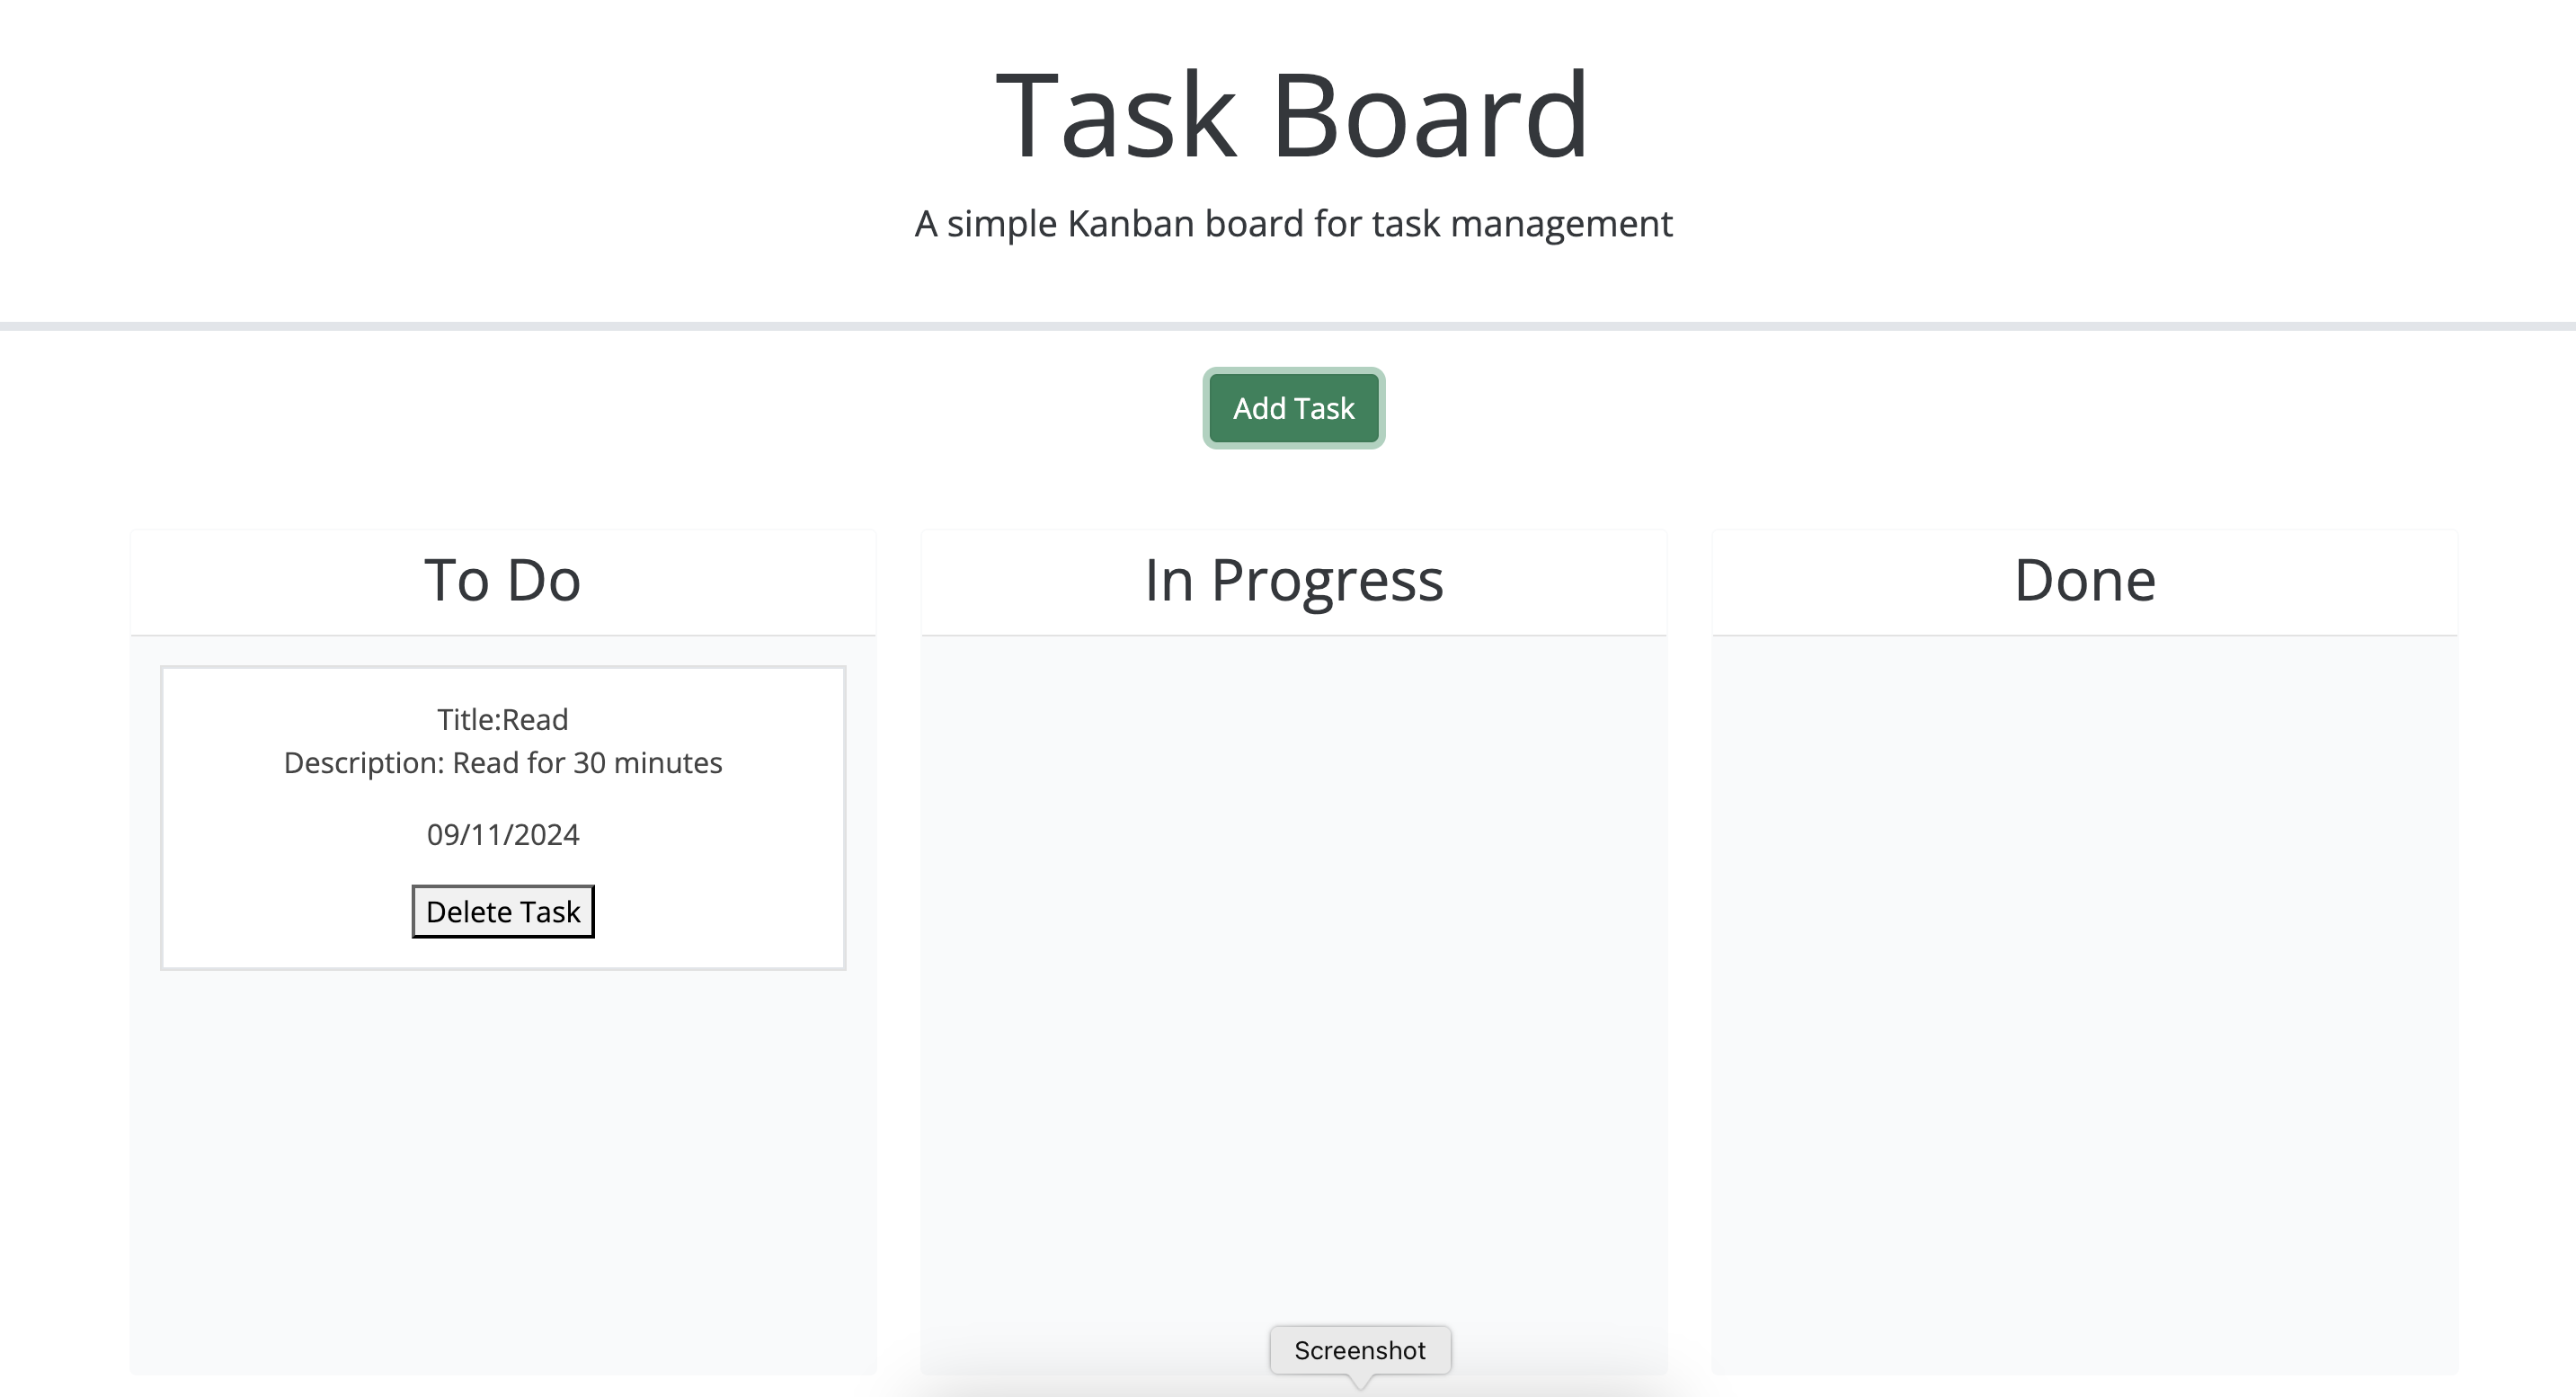 Task Board
A simple Kanban board for task management
Add Task
To Do
Title:Read
Description: Read for 30 minutes
09/11/2024
Delete Task
In Progress
Done
Screenshot